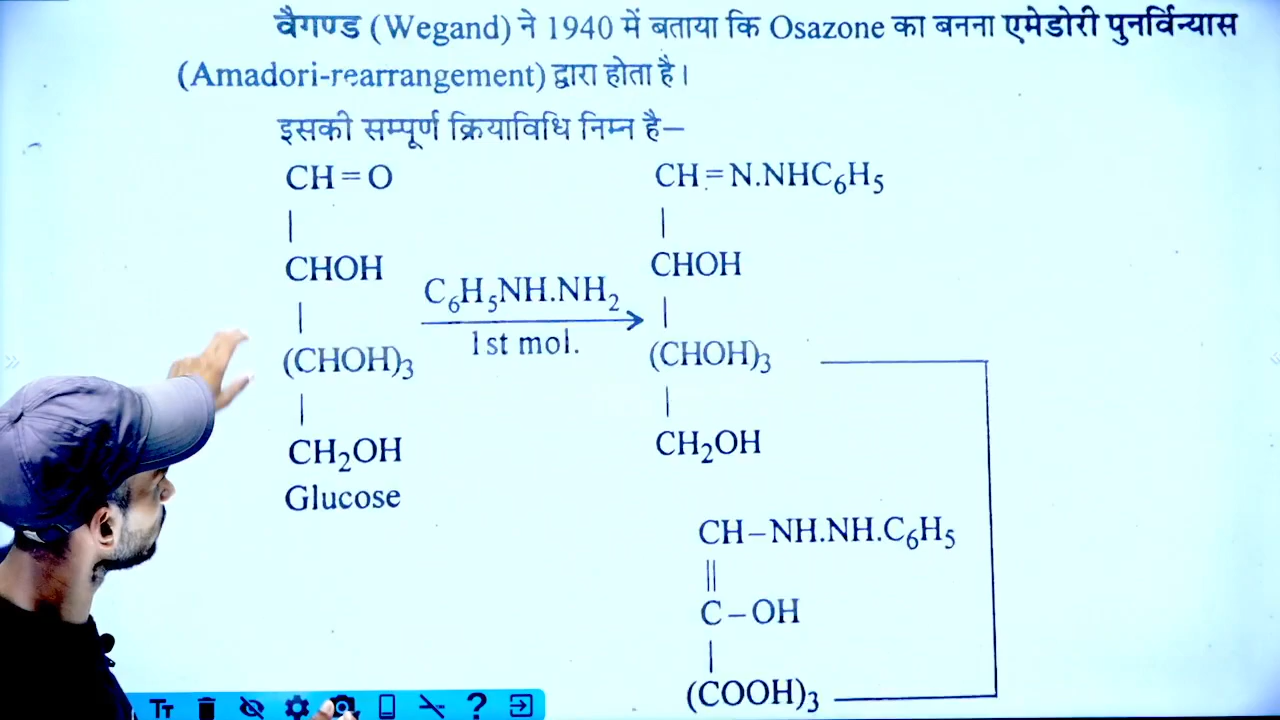 वैगण्ड (Wegand) ने 1940 में बताया कि Osazone का बनना एमेडोरी पुनर्विन्यास
(Amadori-rearrangement) द्वारा होता है।
इसकी सम्पूर्ण क्रियाविधि निम्न है–
CH=O
|
CHOH
|
(CHOH)₃
|
CH₂OH
Glucose
C₆H₅NH.NH₂
1st mol.
CH=N.NHC₆H₅
|
CHOH
|
(CHOH)₃
|
CH₂OH
CH–NH.NH.C₆H₅
||
C–OH
|
(COOH)₃
TT
?